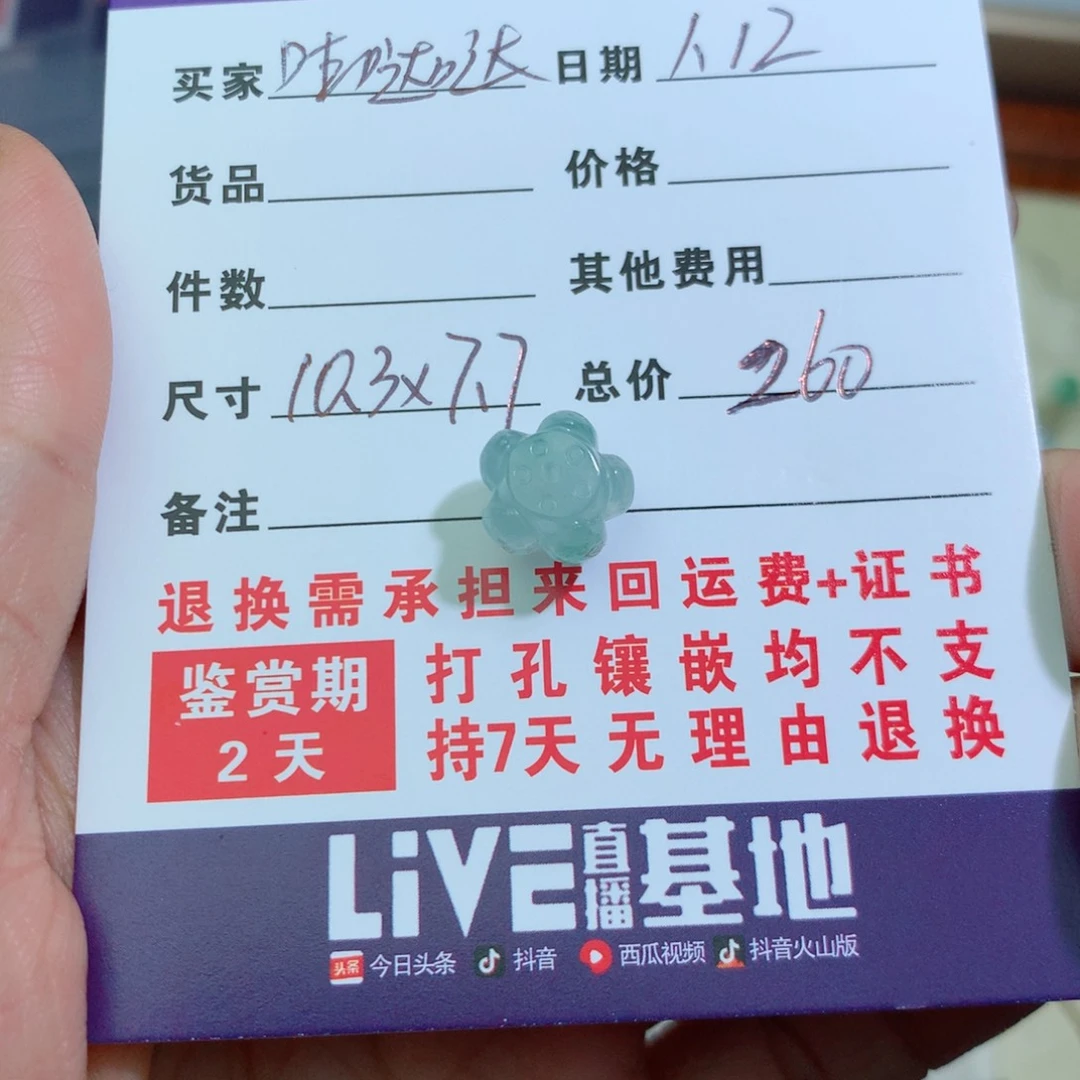 买家 日期 1.12
货品 价格
件数 其他费用
尺寸 10.3x7.7 总价 260
备注
退换需承担来回运费+证书
鉴赏期
2天
打孔镶嵌均不支
持7天无理由退换
LiVE直播基地
头条 今日头条 抖音 西瓜视频 抖音火山版